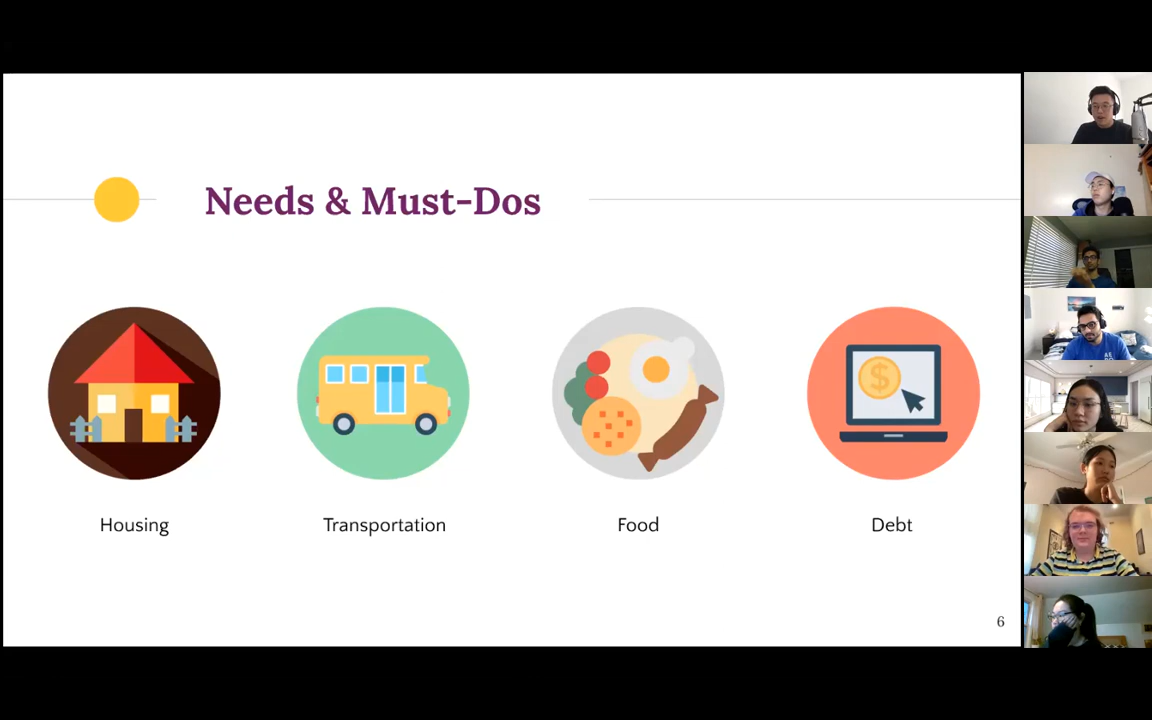 Needs & Must-Dos
$
Housing
Transportation
Food
Debt
6